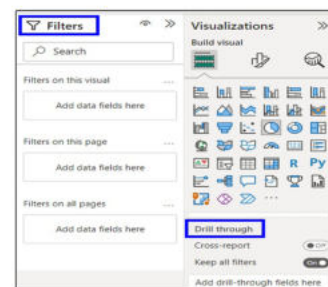 Filters
Search
Filters on this visual
Add data fields here
Filters on this page
Add data fields here
Filters on all pages
Add data fields here
Visualizations
Build visual
R Py
Drill through
Cross-report
Off
Keep all filters
On
Add drill-through fields here